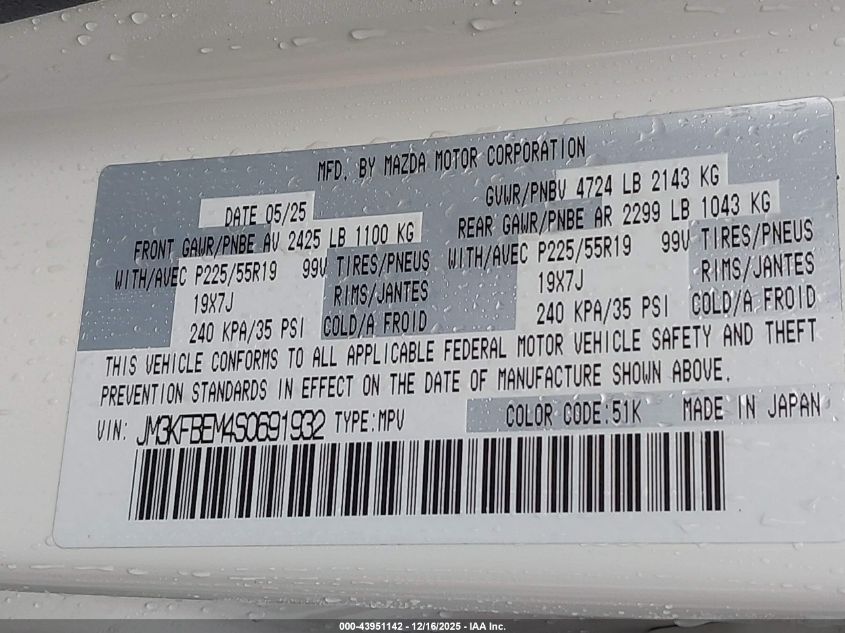 MFD. BY MAZDA MOTOR CORPORATION
DATE 05/25 GVWR/PNBV 4724 LB 2143 KG
FRONT GAWR/PNBE AV 2425 LB 1100 KG REAR GAWR/PNBE AR 2299 LB 1043 KG
WITH/AVEC P225/55R19 99V TIRES/PNEUS WITH/AVEC P225/55R19 99V TIRES/PNEUS
19X7J RIMS/JANTES 19X7J RIMS/JANTES
240 KPA/35 PSI COLD/A FROID 240 KPA/35 PSI COLD/A FROID
THIS VEHICLE CONFORMS TO ALL APPLICABLE FEDERAL MOTOR VEHICLE SAFETY AND THEFT
PREVENTION STANDARDS IN EFFECT ON THE DATE OF MANUFACTURE SHOWN ABOVE.
VIN: JM3KFBEM4S0691932 TYPE:MPV COLOR CODE:51K MADE IN JAPAN
000-43951142 - 12/16/2025 - IAA Inc.